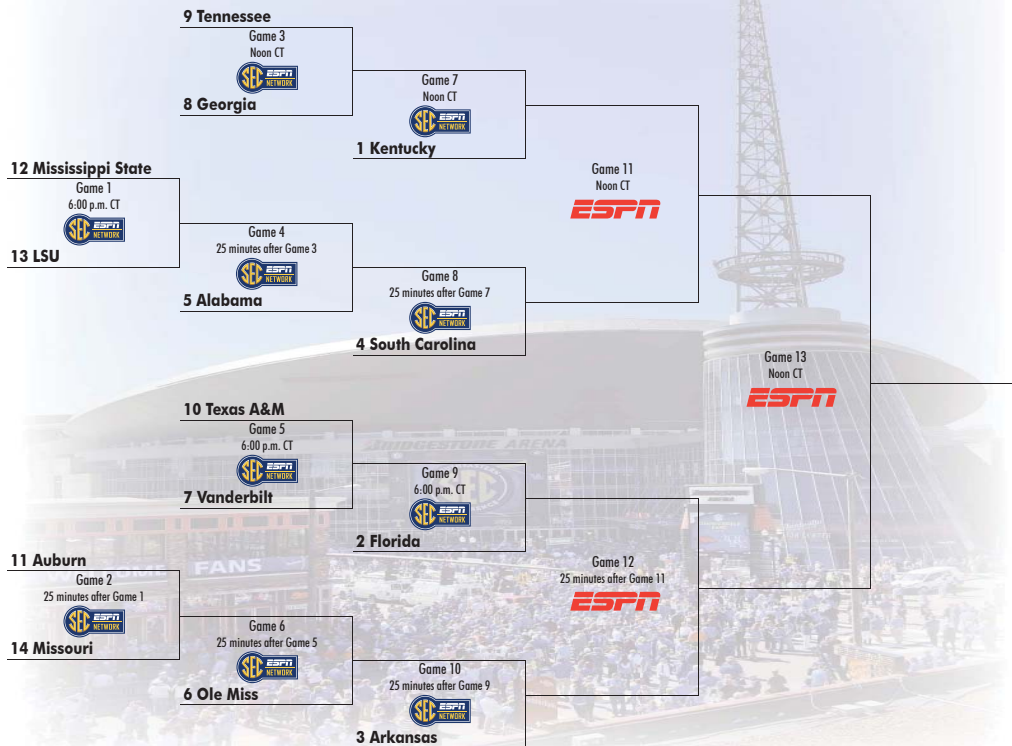 9 Tennessee
Game 3
Noon CT
SEC ESPN NETWORK
8 Georgia
Game 7
Noon CT
SEC ESPN NETWORK
1 Kentucky
12 Mississippi State
Game 1
6:00 p.m. CT
SEC ESPN NETWORK
13 LSU
Game 4
25 minutes after Game 3
SEC ESPN NETWORK
5 Alabama
Game 8
25 minutes after Game 7
SEC ESPN NETWORK
4 South Carolina
Game 11
Noon CT
ESPN
10 Texas A&M
Game 5
6:00 p.m. CT
SEC ESPN NETWORK
7 Vanderbilt
Game 9
6:00 p.m. CT
SEC ESPN NETWORK
2 Florida
11 Auburn
Game 2
25 minutes after Game 1
SEC ESPN NETWORK
14 Missouri
Game 6
25 minutes after Game 5
SEC ESPN NETWORK
6 Ole Miss
Game 10
25 minutes after Game 9
SEC ESPN NETWORK
3 Arkansas
Game 12
25 minutes after Game 11
ESPN
Game 13
Noon CT
ESPN
BRIDGESTONE ARENA
SEC
WELCOME FANS